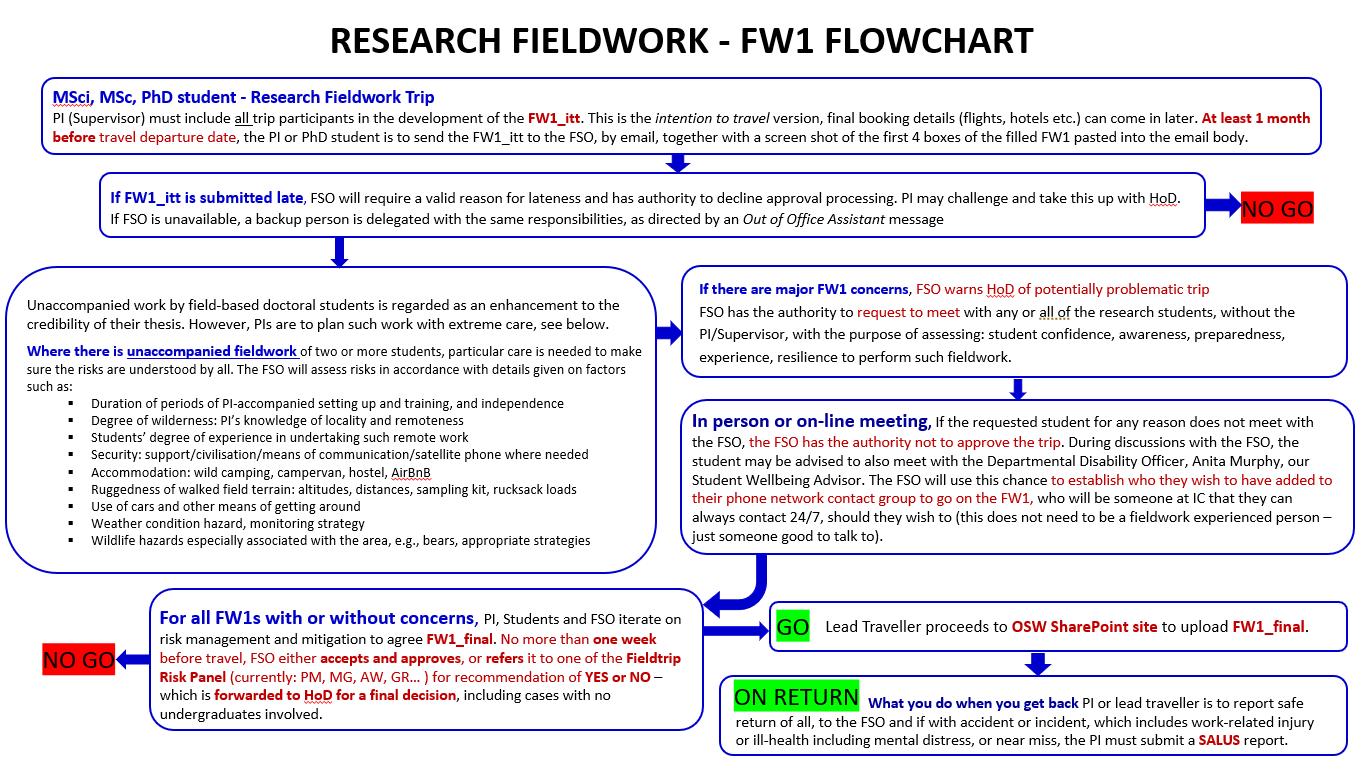 RESEARCH FIELDWORK - FW1 FLOWCHART
MSci, MSc, PhD student - Research Fieldwork Trip
PI (Supervisor) must include all trip participants in the development of the FW1_itt. This is the intention to travel version, final booking details (flights, hotels etc.) can come in later. At least 1 month
before travel departure date, the PI or PhD student is to send the FW1_itt to the FSO, by email, together with a screen shot of the first 4 boxes of the filled FW1 pasted into the email body.
If FW1_itt is submitted late, FSO will require a valid reason for lateness and has authority to decline approval processing. PI may challenge and take this up with HoD.
If FSO is unavailable, a backup person is delegated with the same responsibilities, as directed by an Out of Office Assistant message
NO GO
Unaccompanied work by field-based doctoral students is regarded as an enhancement to the
credibility of their thesis. However, PIs are to plan such work with extreme care, see below.
Where there is unaccompanied fieldwork of two or more students, particular care is needed to make
sure the risks are understood by all. The FSO will assess risks in accordance with details given on factors
such as:
▪ Duration of periods of PI-accompanied setting up and training, and independence
▪ Degree of wilderness: PI's knowledge of locality and remoteness
▪ Students' degree of experience in undertaking such remote work
▪ Security: support/civilisation/means of communication/satellite phone where needed
▪ Accommodation: wild camping, campervan, hostel, AirBnB
▪ Ruggedness of walked field terrain: altitudes, distances, sampling kit, rucksack loads
▪ Use of cars and other means of getting around
▪ Weather condition hazard, monitoring strategy
▪ Wildlife hazards especially associated with the area, e.g., bears, appropriate strategies
If there are major FW1 concerns, FSO warns HoD of potentially problematic trip
FSO has the authority to request to meet with any or all of the research students, without the
PI/Supervisor, with the purpose of assessing: student confidence, awareness, preparedness,
experience, resilience to perform such fieldwork.
In person or on-line meeting, If the requested student for any reason does not meet with
the FSO, the FSO has the authority not to approve the trip. During discussions with the FSO, the
student may be advised to also meet with the Departmental Disability Officer, Anita Murphy, our
Student Wellbeing Advisor. The FSO will use this chance to establish who they wish to have added to
their phone network contact group to go on the FW1, who will be someone at IC that they can
always contact 24/7, should they wish to (this does not need to be a fieldwork experienced person –
just someone good to talk to).
For all FW1s with or without concerns, PI, Students and FSO iterate on
risk management and mitigation to agree FW1_final. No more than one week
before travel, FSO either accepts and approves, or refers it to one of the Fieldtrip
Risk Panel (currently: PM, MG, AW, GR... ) for recommendation of YES or NO –
which is forwarded to HoD for a final decision, including cases with no
undergraduates involved.
NO GO
GO Lead Traveller proceeds to OSW SharePoint site to upload FW1_final.
ON RETURN What you do when you get back PI or lead traveller is to report safe
return of all, to the FSO and if with accident or incident, which includes work-related injury
or ill-health including mental distress, or near miss, the PI must submit a SALUS report.